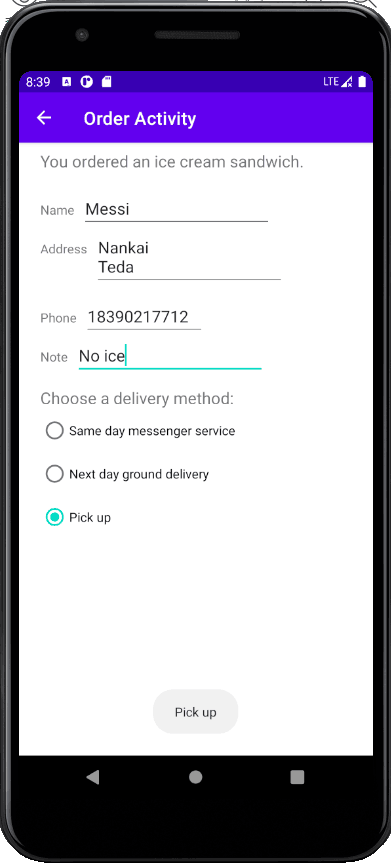 8:39 LTE
Order Activity
You ordered an ice cream sandwich.
Name Messi
Address Nankai
Teda
Phone 18390217712
Note No ice
Choose a delivery method:
Same day messenger service
Next day ground delivery
Pick up
Pick up